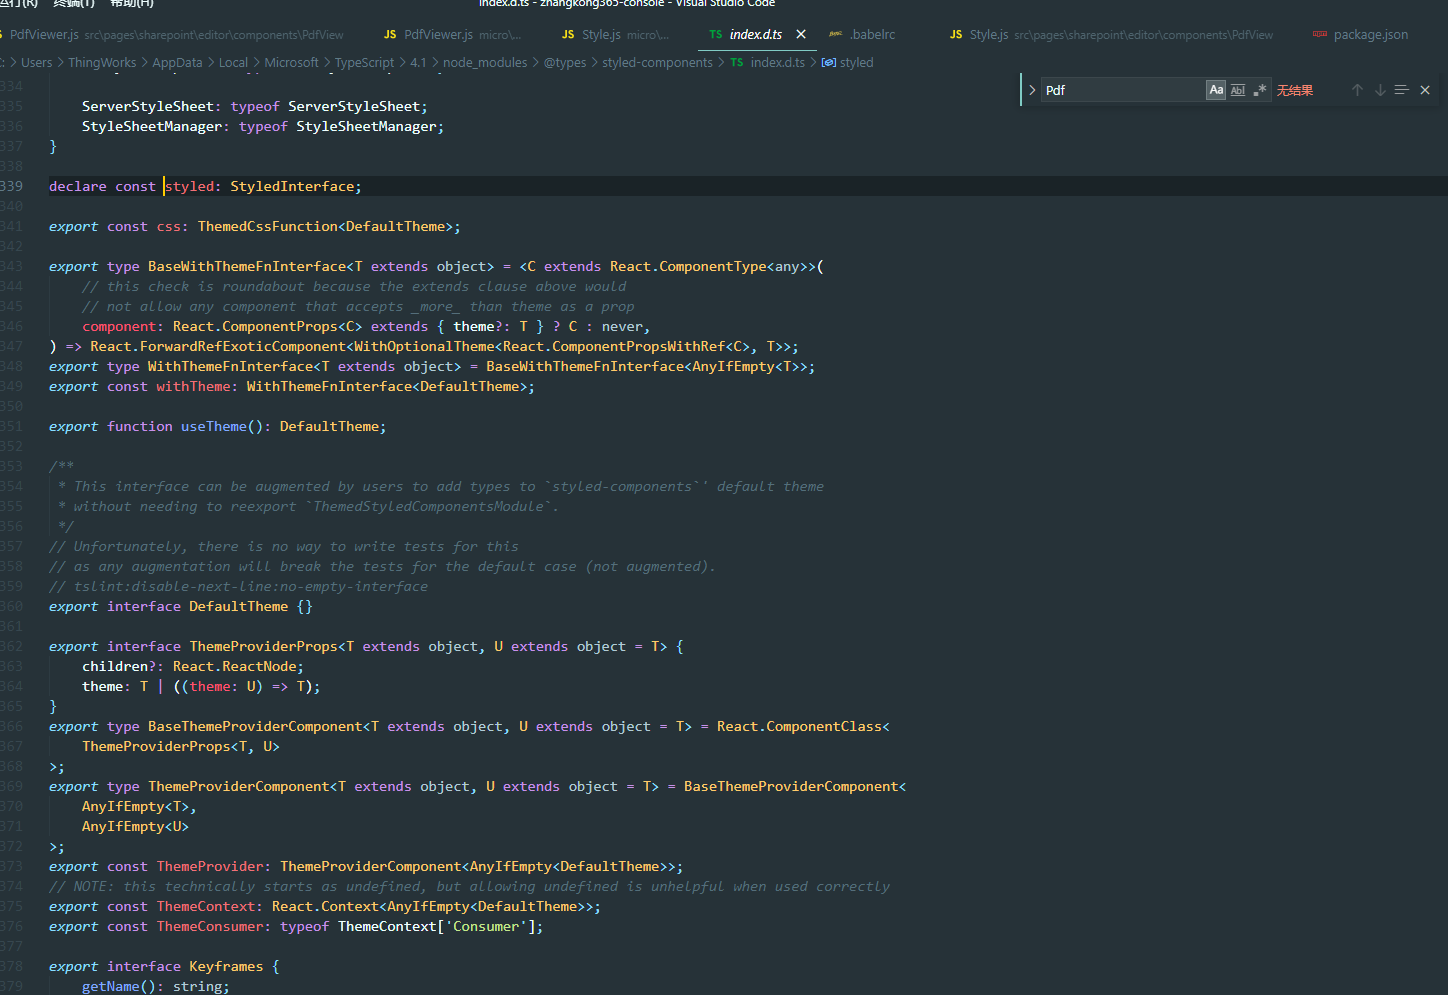 运行(R) 终端(T) 帮助(H) index.d.ts - zhangkong365-console - Visual Studio Code
PdfViewer.js src\pages\sharepoint\editor\components\PdfView JS PdfViewer.js micro\... JS Style.js micro\... TS index.d.ts × .babelrc JS Style.js src\pages\sharepoint\editor\components\PdfView package.json
C: > Users > ThingWorks > AppData > Local > Microsoft > TypeScript > 4.1 > node_modules > @types > styled-components > TS index.d.ts > styled
Pdf Aa Abl .* 无结果
334
335 ServerStyleSheet: typeof ServerStyleSheet;
336 StyleSheetManager: typeof StyleSheetManager;
337 }
338
339 declare const styled: StyledInterface;
340
341 export const css: ThemedCssFunction<DefaultTheme>;
342
343 export type BaseWithThemeFnInterface<T extends object> = <C extends React.ComponentType<any>>(
344 // this check is roundabout because the extends clause above would
345 // not allow any component that accepts _more_ than theme as a prop
346 component: React.ComponentProps<C> extends { theme?: T } ? C : never,
347 ) => React.ForwardRefExoticComponent<WithOptionalTheme<React.ComponentPropsWithRef<C>, T>>;
348 export type WithThemeFnInterface<T extends object> = BaseWithThemeFnInterface<AnyIfEmpty<T>>;
349 export const withTheme: WithThemeFnInterface<DefaultTheme>;
350
351 export function useTheme(): DefaultTheme;
352
353 /**
354 * This interface can be augmented by users to add types to `styled-components`' default theme
355 * without needing to reexport `ThemedStyledComponentsModule`.
356 */
357 // Unfortunately, there is no way to write tests for this
358 // as any augmentation will break the tests for the default case (not augmented).
359 // tslint:disable-next-line:no-empty-interface
360 export interface DefaultTheme {}
361
362 export interface ThemeProviderProps<T extends object, U extends object = T> {
363 children?: React.ReactNode;
364 theme: T | ((theme: U) => T);
365 }
366 export type BaseThemeProviderComponent<T extends object, U extends object = T> = React.ComponentClass<
367 ThemeProviderProps<T, U>
368 >;
369 export type ThemeProviderComponent<T extends object, U extends object = T> = BaseThemeProviderComponent<
370 AnyIfEmpty<T>,
371 AnyIfEmpty<U>
372 >;
373 export const ThemeProvider: ThemeProviderComponent<AnyIfEmpty<DefaultTheme>>;
374 // NOTE: this technically starts as undefined, but allowing undefined is unhelpful when used correctly
375 export const ThemeContext: React.Context<AnyIfEmpty<DefaultTheme>>;
376 export const ThemeConsumer: typeof ThemeContext['Consumer'];
377
378 export interface Keyframes {
379 getName(): string;